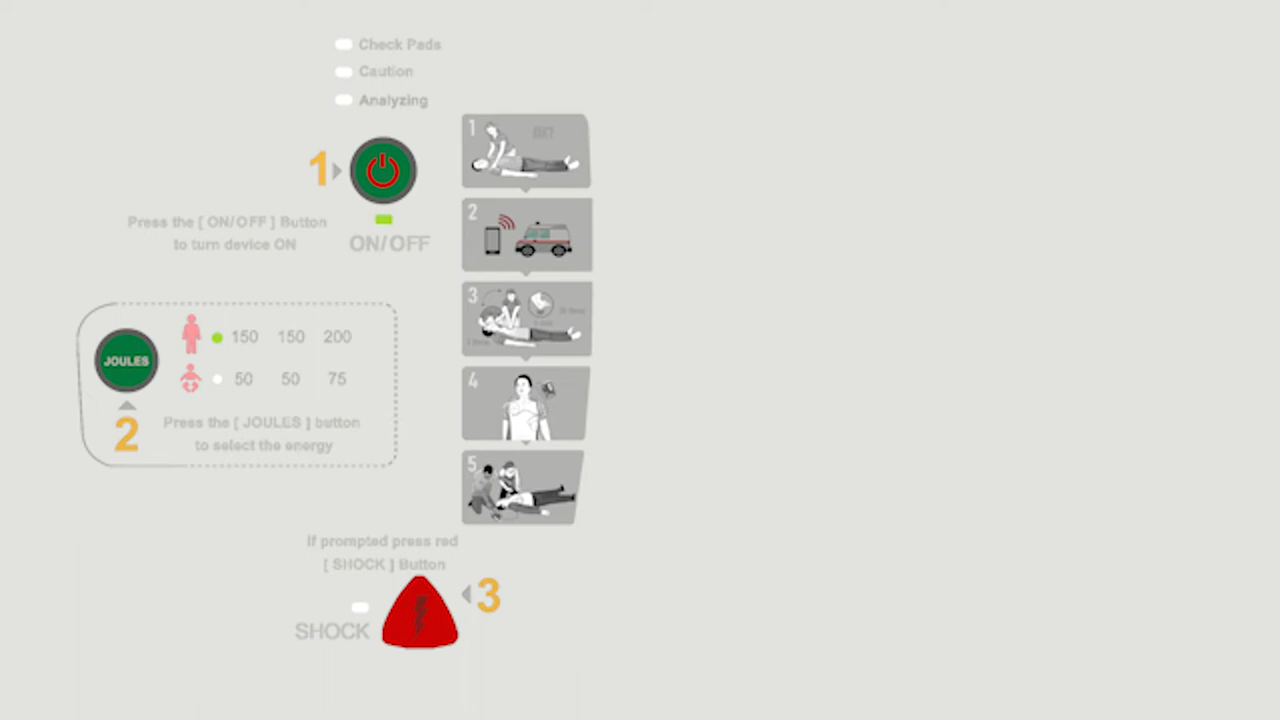 Check Pads
Caution
Analyzing
1
Press the [ ON/OFF ] Button
to turn device ON
ON/OFF
JOULES
150 150 200
50 50 75
2
Press the [ JOULES ] button
to select the energy
1
2
3
4
5
If prompted press red
[ SHOCK ] Button
3
SHOCK